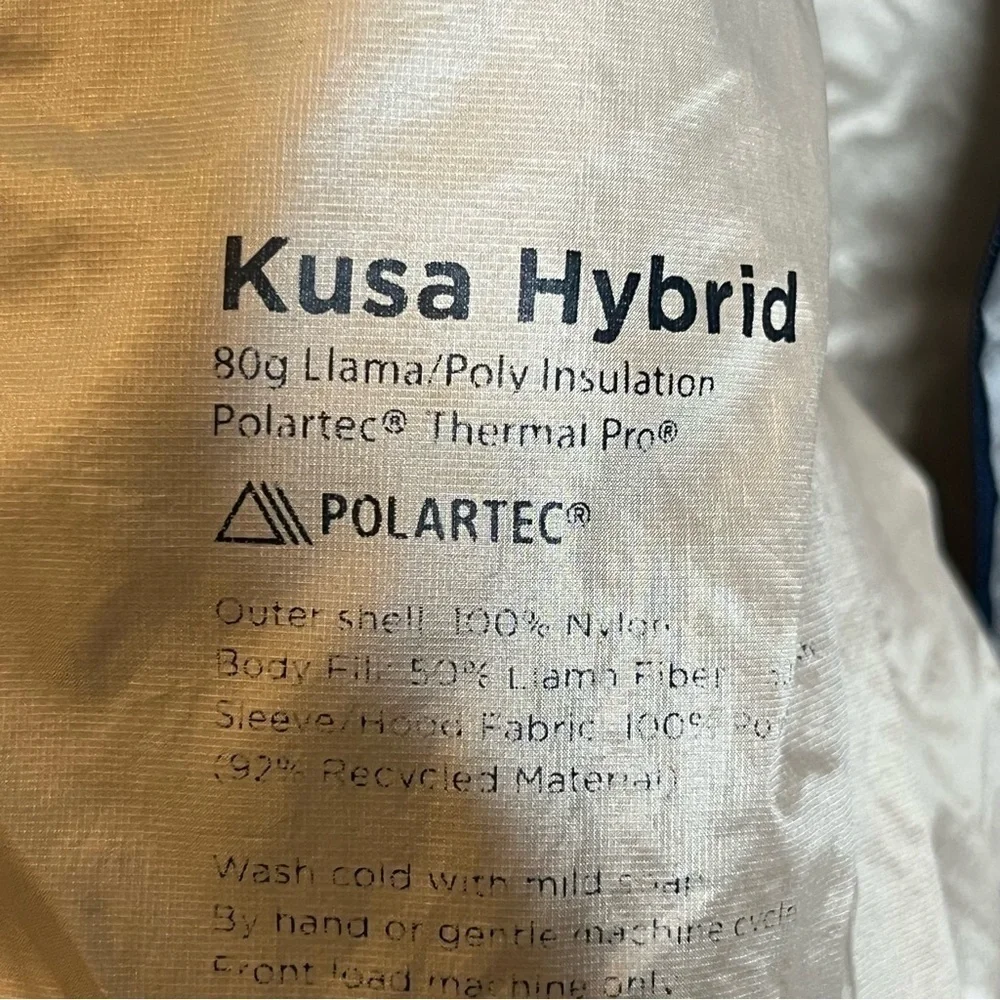 Kusa Hybrid
80g Llama/Poly Insulation
Polartec® Thermal Pro®
POLARTEC®
Outer shell 100% Nylon
Body Fill: 50% Llama Fiber
Sleeve/Hood Fabric 100%
(92% Recycled Material)
Wash cold with mild soap
By hand or gentle machine cycle
Front load machine only